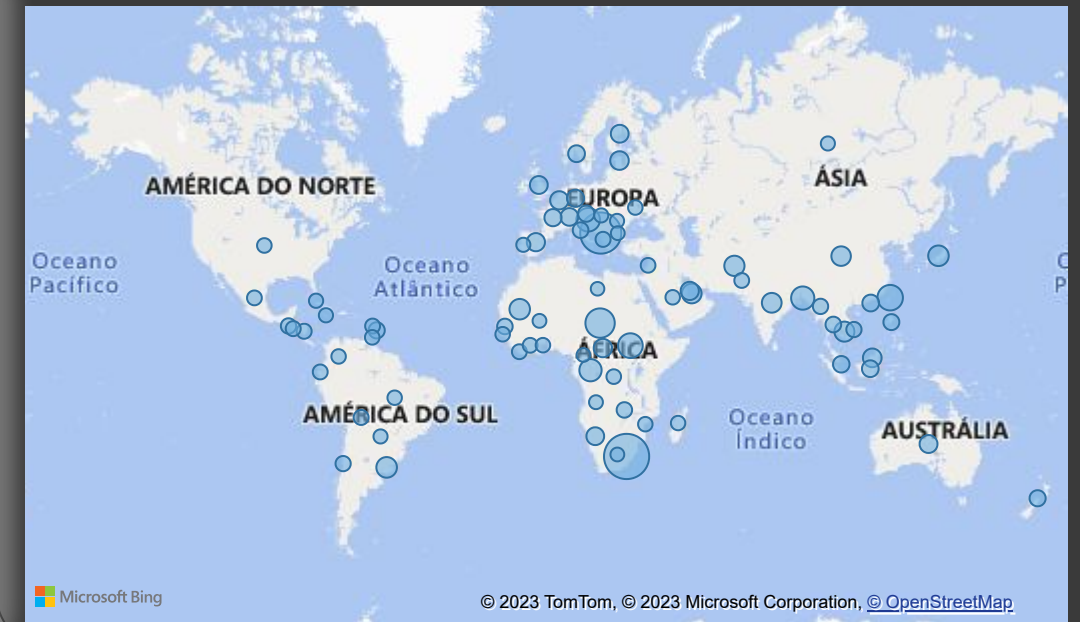 AMÉRICA DO NORTE
EUROPA
ÁSIA
Oceano
Pacífico
Oceano
Atlântico
O
P
ÁFRICA
AMÉRICA DO SUL
Oceano
Índico
AUSTRÁLIA
Microsoft Bing
© 2023 TomTom, © 2023 Microsoft Corporation, © OpenStreetMap